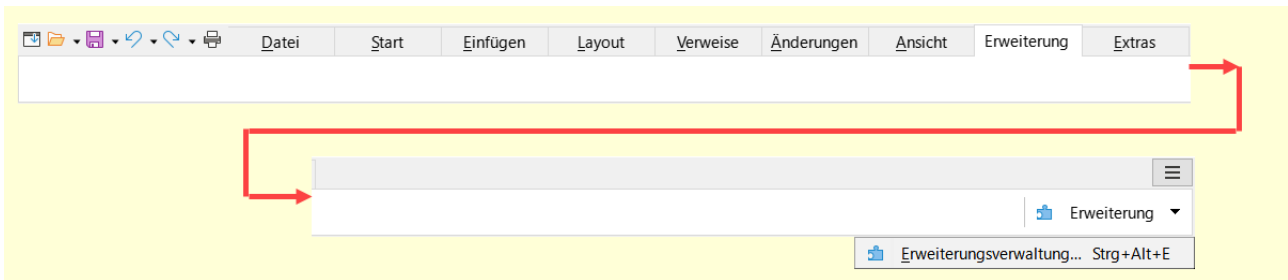 Datei Start Einfügen Layout Verweise Änderungen Ansicht Erweiterung Extras
Erweiterung
Erweiterungsverwaltung... Strg+Alt+E